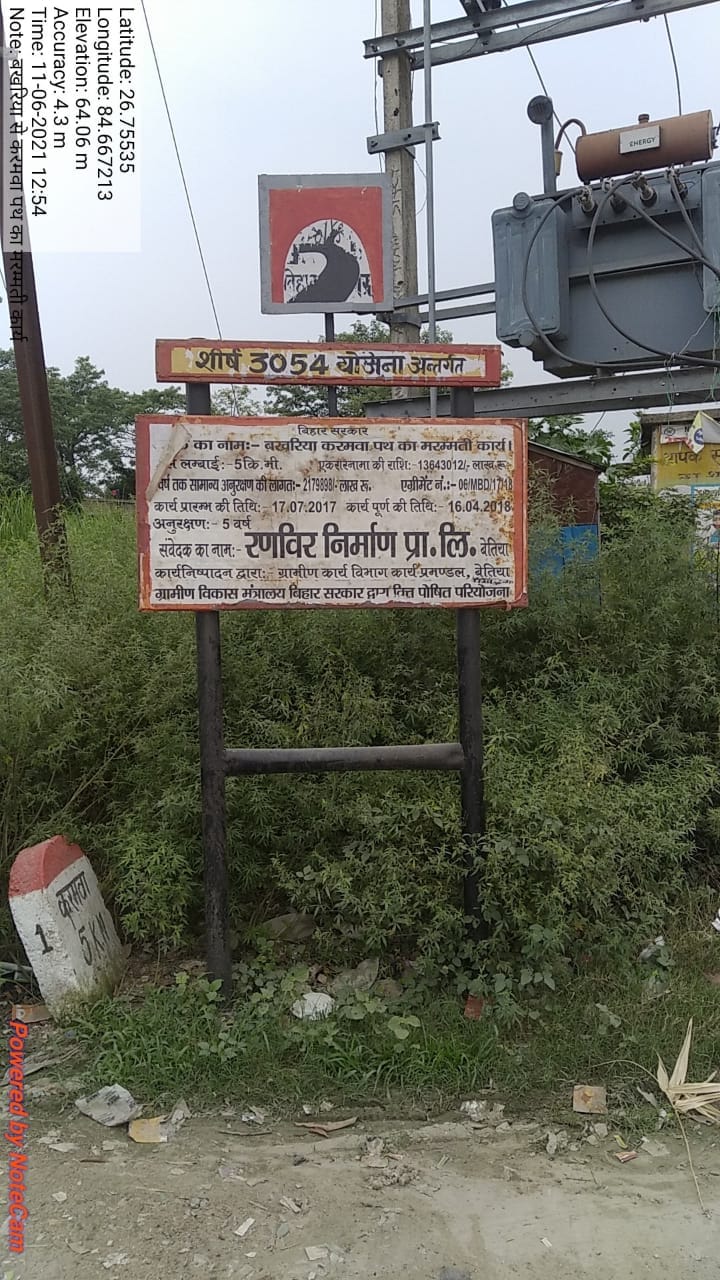 Latitude: 26.75535
Longitude: 84.667213
Elevation: 64.06 m
Accuracy: 4.3 m
Time: 11-06-2021 12:54
Note: बखरिया से करमवा पथ का मरम्मती कार्य
ENERGY
शीर्ष 3054 योजना अन्तर्गत
बिहार सरकार
का नामः- बखरिया करमवा पथ का मरम्मती कार्य।
लम्बाई:- 5कि.मी. एकरारनामा की राशि:-13643012/- लाख रू.
वर्ष तक सामान्य अनुरक्षण की लागतः- 2179898/- लाख रू. एग्रीमेंट नं.:- 06/MBD/17-18
कार्य प्रारम्भ की तिथि:- 17.07.2017 कार्य पूर्ण की तिथि:- 16.04.2018
अनुरक्षण:- 5 वर्ष
संवेदक का नाम:- रणविर निर्माण प्रा.लि. बेतिया
कार्यनिष्पादन द्वारा:- ग्रामीण कार्य विभाग कार्य प्रमण्डल, बेतिया
ग्रामीण विकास मंत्रालय बिहार सरकार द्वारा वित्त पोषित परियोजना
करमवा
1
5 KM
Powered by NoteCam